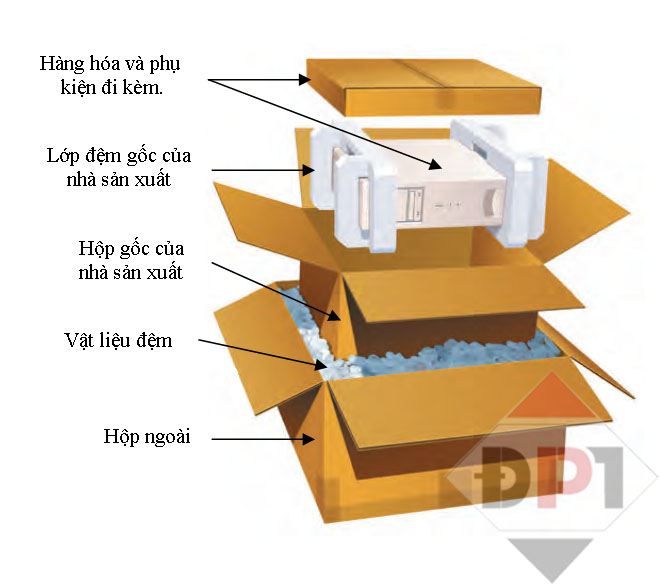 Hàng hóa và phụ
kiện đi kèm.
Lớp đệm gốc của
nhà sản xuất
Hộp gốc của
nhà sản xuất
Vật liệu đệm
Hộp ngoài
ĐP1